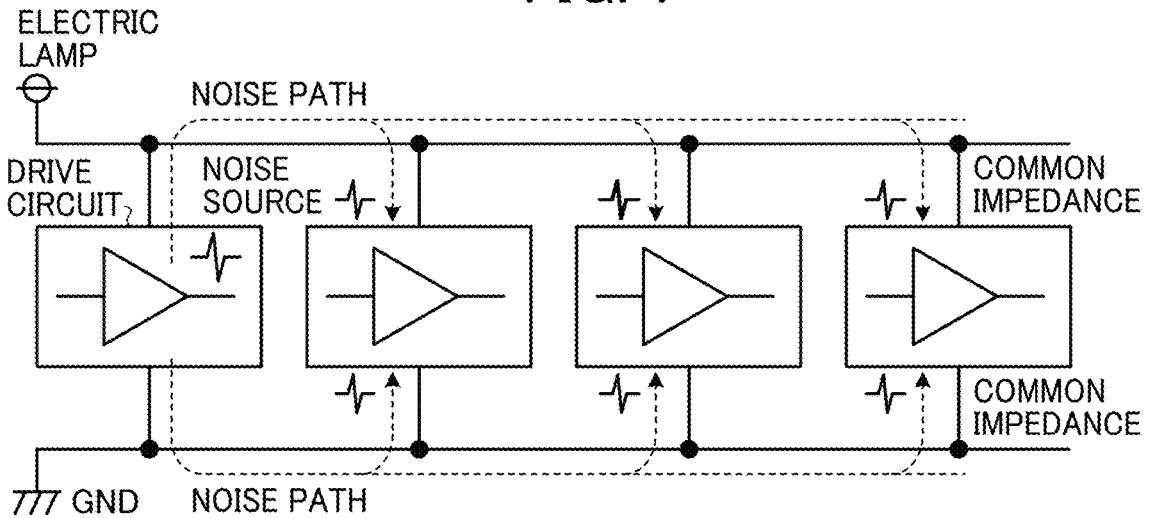 ELECTRIC
LAMP
NOISE PATH
DRIVE
CIRCUIT
NOISE
SOURCE
COMMON
IMPEDANCE
COMMON
IMPEDANCE
GND
NOISE PATH